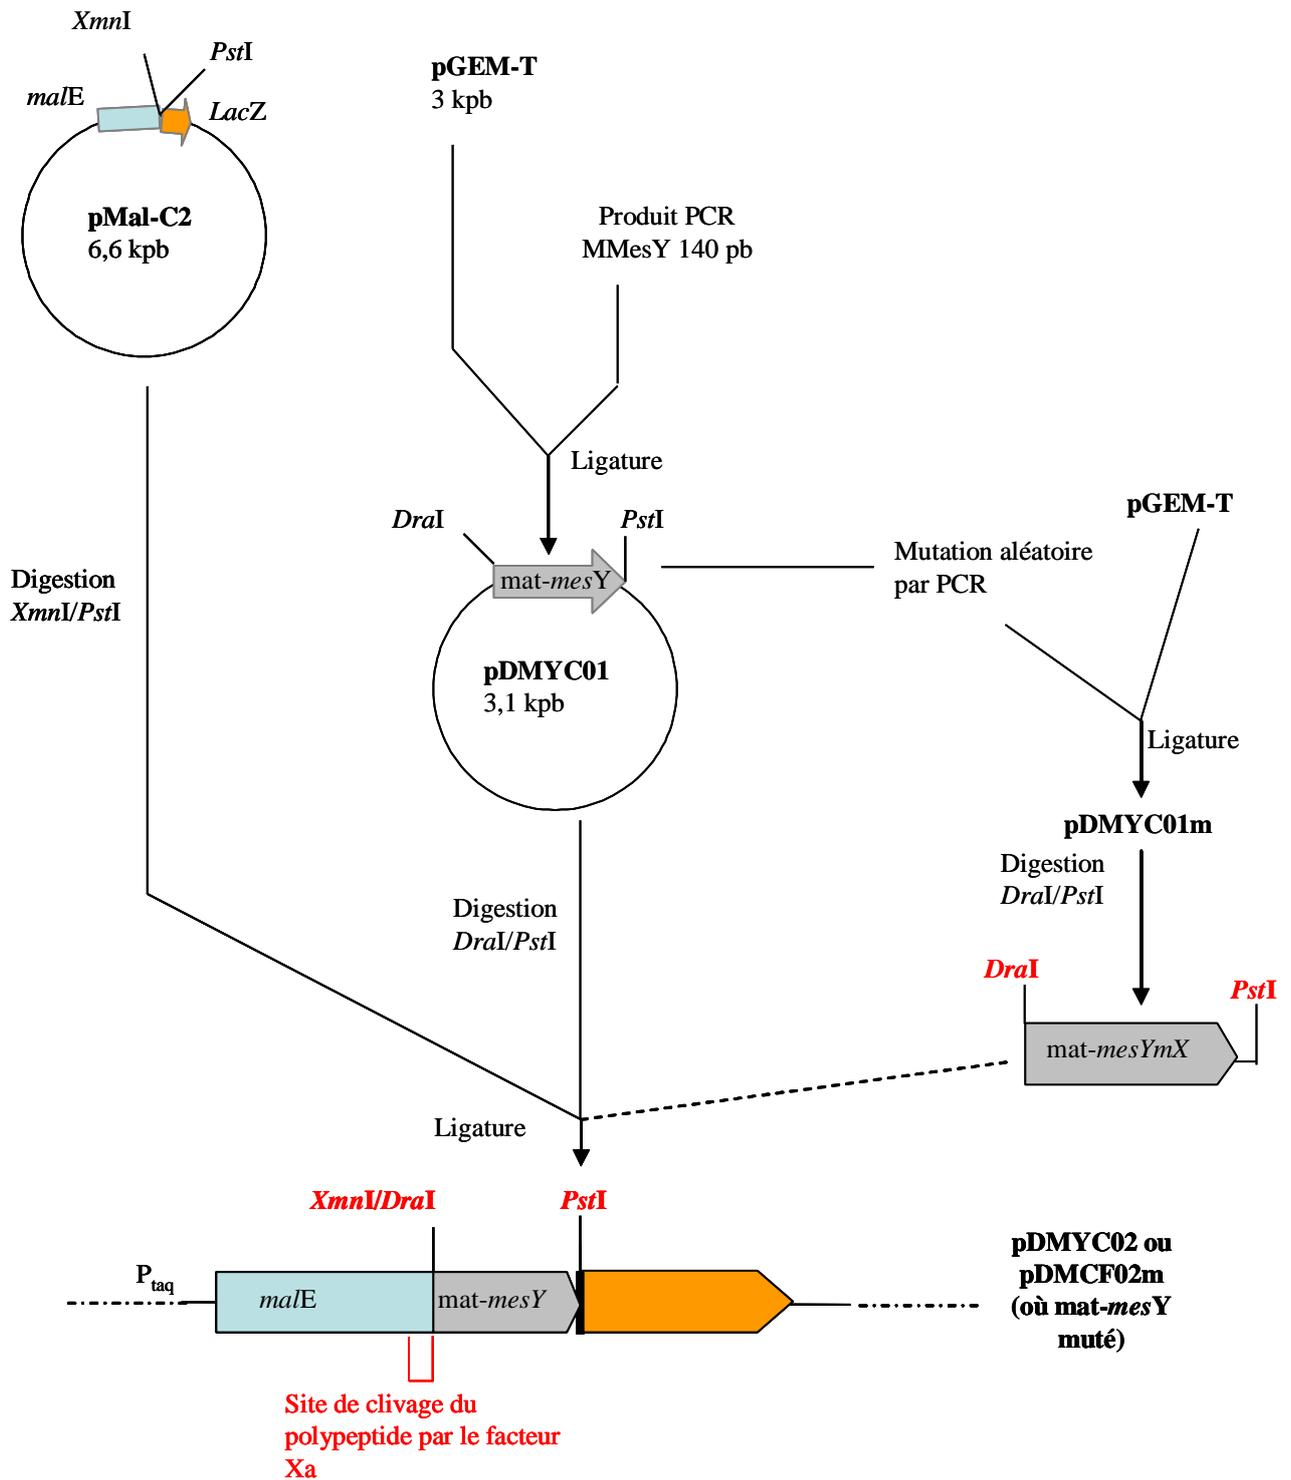 XmnI
PstI
malE
LacZ
pMal-C2
6,6 kpb
pGEM-T
3 kpb
Produit PCR
MMesY 140 pb
Ligature
DraI
PstI
mat-mesY
pDMYC01
3,1 kpb
Mutation aléatoire
par PCR
pGEM-T
Ligature
pDMYC01m
Digestion
DraI/PstI
Digestion
XmnI/PstI
Digestion
DraI/PstI
DraI
PstI
mat-mesYmX
Ligature
XmnI/DraI
PstI
Ptaq
malE
mat-mesY
pDMYC02 ou
pDMCF02m
(où mat-mesY
muté)
Site de clivage du
polypeptide par le facteur
Xa